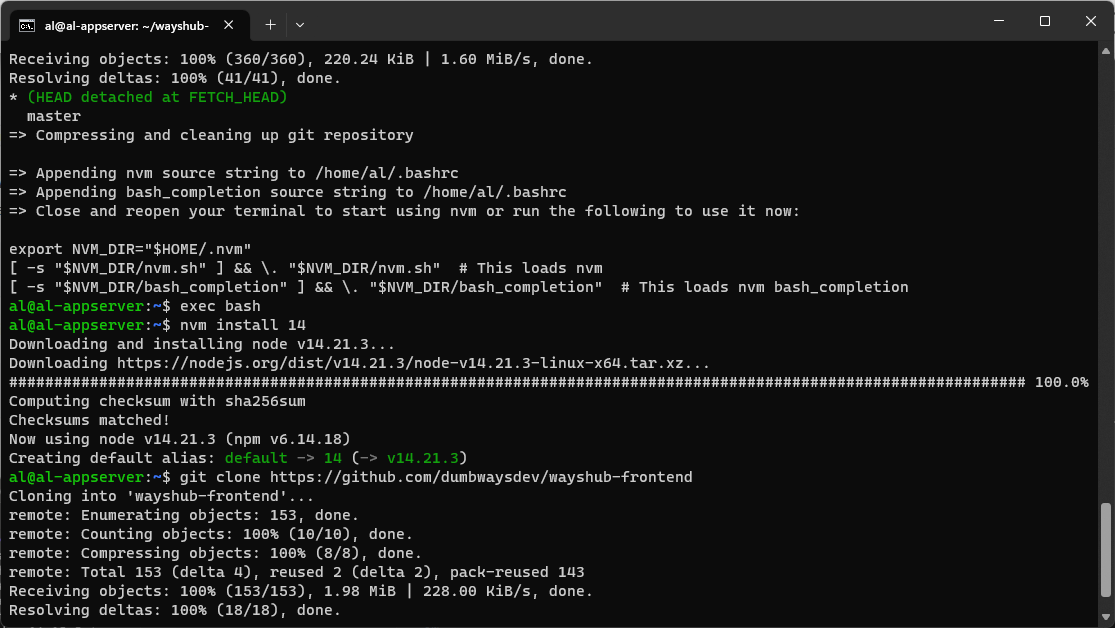 al@al-appserver: ~/wayshub-
Receiving objects: 100% (360/360), 220.24 KiB | 1.60 MiB/s, done.
Resolving deltas: 100% (41/41), done.
* (HEAD detached at FETCH_HEAD)
  master
=> Compressing and cleaning up git repository

=> Appending nvm source string to /home/al/.bashrc
=> Appending bash_completion source string to /home/al/.bashrc
=> Close and reopen your terminal to start using nvm or run the following to use it now:

export NVM_DIR="$HOME/.nvm"
[ -s "$NVM_DIR/nvm.sh" ] && \. "$NVM_DIR/nvm.sh"  # This loads nvm
[ -s "$NVM_DIR/bash_completion" ] && \. "$NVM_DIR/bash_completion"  # This loads nvm bash_completion
al@al-appserver:~$ exec bash
al@al-appserver:~$ nvm install 14
Downloading and installing node v14.21.3...
Downloading https://nodejs.org/dist/v14.21.3/node-v14.21.3-linux-x64.tar.xz...
################################################################################################################# 100.0%
Computing checksum with sha256sum
Checksums matched!
Now using node v14.21.3 (npm v6.14.18)
Creating default alias: default -> 14 (-> v14.21.3)
al@al-appserver:~$ git clone https://github.com/dumbwaysdev/wayshub-frontend
Cloning into 'wayshub-frontend'...
remote: Enumerating objects: 153, done.
remote: Counting objects: 100% (10/10), done.
remote: Compressing objects: 100% (8/8), done.
remote: Total 153 (delta 4), reused 2 (delta 2), pack-reused 143
Receiving objects: 100% (153/153), 1.98 MiB | 228.00 KiB/s, done.
Resolving deltas: 100% (18/18), done.